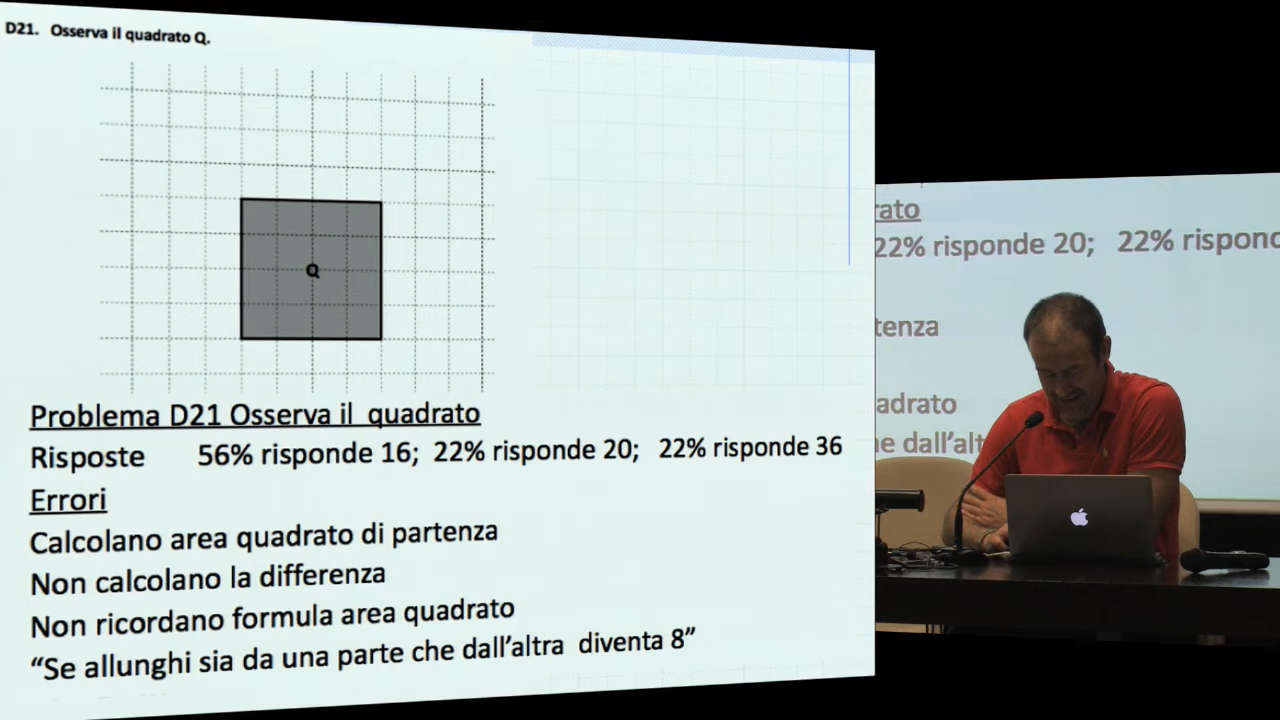 D21. Osserva il quadrato Q.
Q
Problema D21 Osserva il quadrato
Risposte 56% risponde 16; 22% risponde 20; 22% risponde 36
Errori
Calcolano area quadrato di partenza
Non calcolano la differenza
Non ricordano formula area quadrato
“Se allunghi sia da una parte che dall’altra diventa 8”
rato
22% risponde 20; 22% rispond
tenza
adrato
he dall’alt